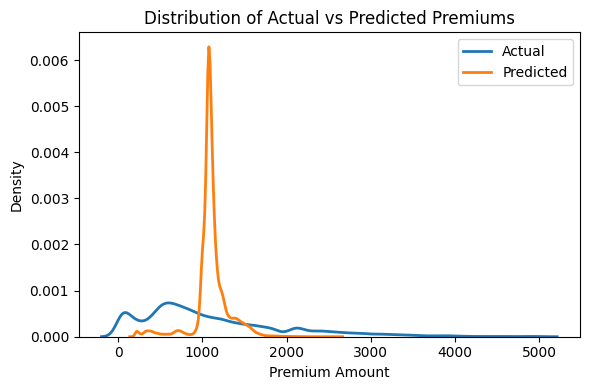 Distribution of Actual vs Predicted Premiums
Actual
Predicted
Density
0.006
0.005
0.004
0.003
0.002
0.001
0.000
0 1000 2000 3000 4000 5000
Premium Amount